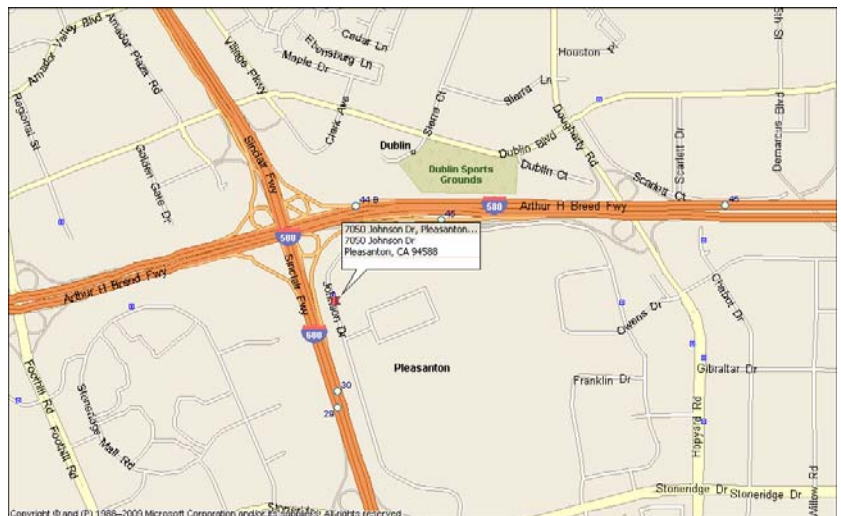 Amador Valley Blvd
Amador Plaza Rd
Village Pkwy
Cedar Ln
Ebensburg Ln
Maple Dr
Houston Pl
5th St
Regional St
Golden Gate Dr
Clark Ave
Sierra Ct
Sierra Ln
Dougherty Rd
Demarcus Blvd
Sinclair Fwy
Dublin
Dublin Blvd
Dublin Sports
Grounds
Dublin Ct
Scarlett Dr
Scarlett Ct
44 B
45
580
Arthur H Breed Fwy
45
580
7050 Johnson Dr, Pleasanton...
7050 Johnson Dr
Pleasanton, CA 94588
Arthur H Breed Fwy
Sinclair Fwy
Johnson Dr
680
Owens Dr
Chabot Dr
Foothill Rd
Foothill Rd
Stoneridge Mall Rd
Pleasanton
30
29
Franklin Dr
Gibraltar Dr
Hopyard Rd
Willow Rd
Stoneridge Dr
Stoneridge Dr
Copyright © and (P) 1988–2009 Microsoft Corporation and/or its suppliers. All rights reserved.